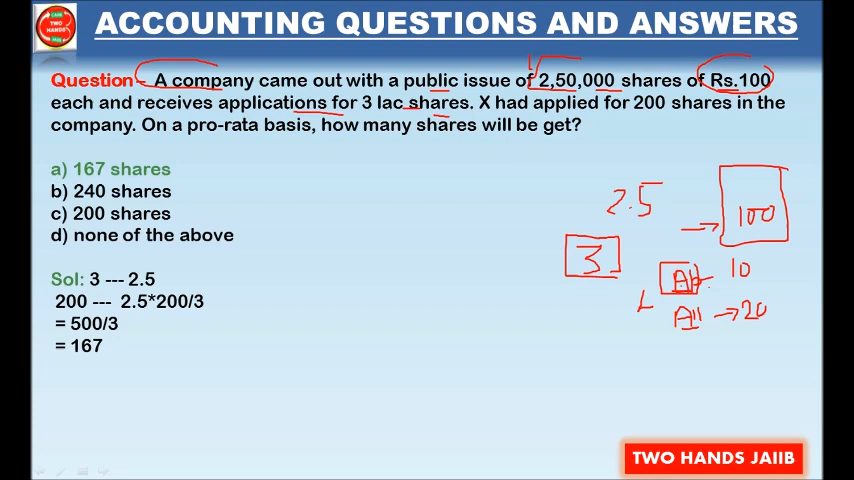 ACCOUNTING QUESTIONS AND ANSWERS
TWO
HANDS
Question– A company came out with a public issue of 2,50,000 shares of Rs.100
each and receives applications for 3 lac shares. X had applied for 200 shares in the
company. On a pro-rata basis, how many shares will be get?
a) 167 shares
b) 240 shares
c) 200 shares
d) none of the above
Sol: 3 --- 2.5
200 --- 2.5*200/3
= 500/3
= 167
2.5
100
3
10
All → 20
TWO HANDS JAIIB